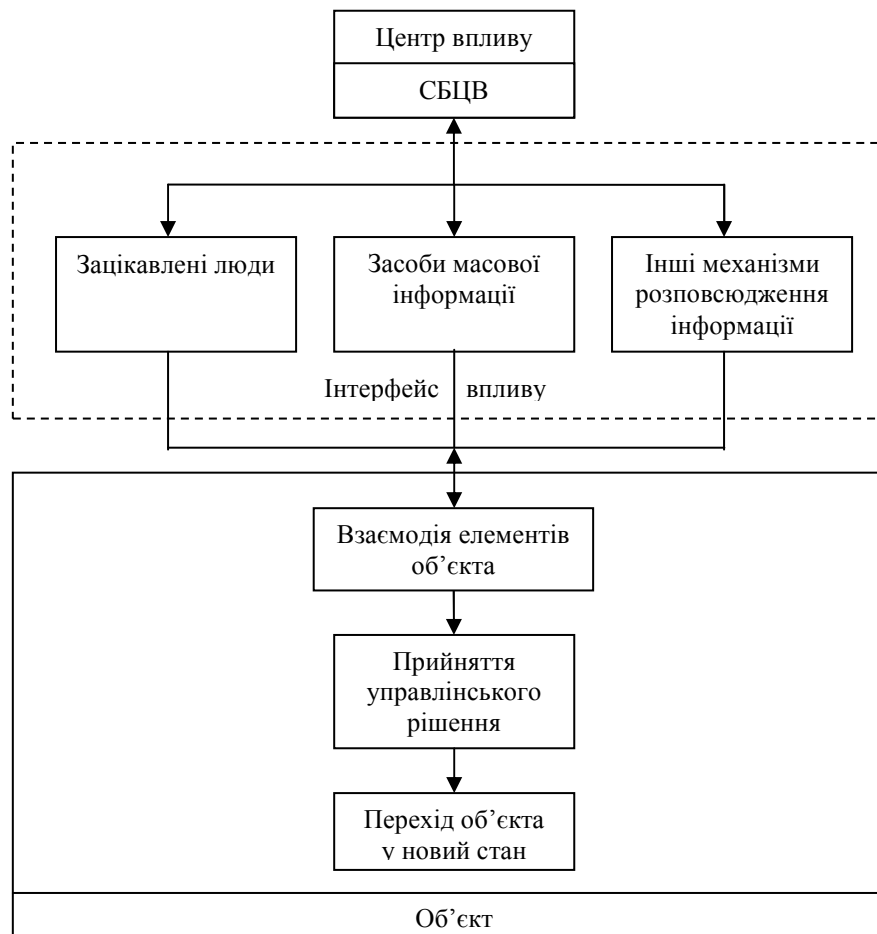 Центр впливу
СБЦВ
Зацікавлені люди
Засоби масової
інформації
Інші механізми
розповсюдження
інформації
Інтерфейс впливу
Взаємодія елементів
об’єкта
Прийняття
управлінського
рішення
Перехід об’єкта
у новий стан
Об’єкт